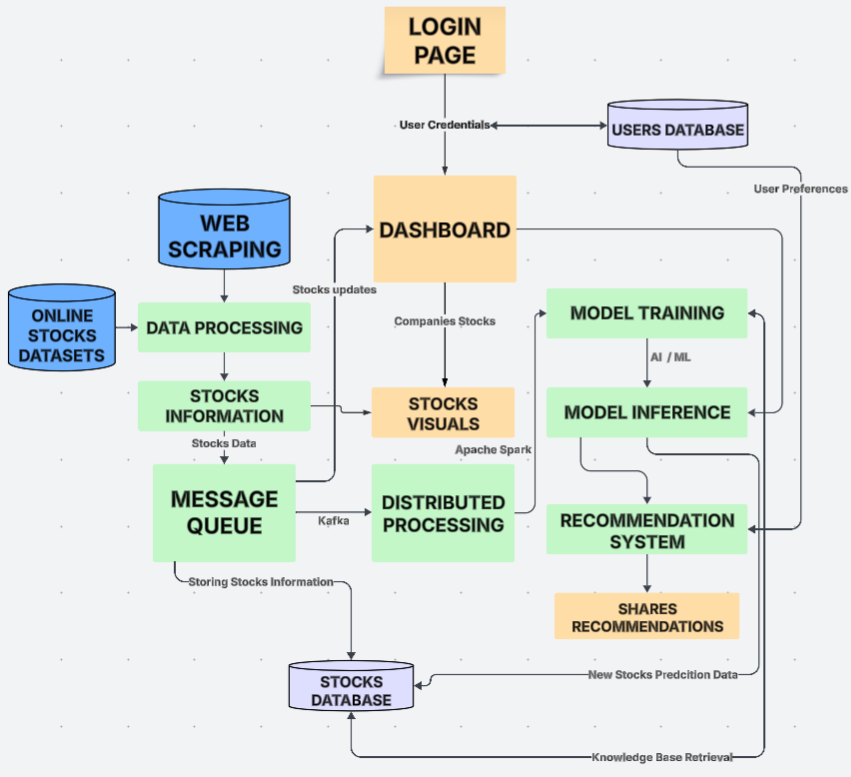 LOGIN
PAGE
User Credentials
USERS DATABASE
User Preferences
WEB
SCRAPING
DASHBOARD
Stocks updates
ONLINE
STOCKS
DATASETS
DATA PROCESSING
Companies Stocks
MODEL TRAINING
AI / ML
STOCKS
INFORMATION
STOCKS
VISUALS
MODEL INFERENCE
Stocks Data
Apache Spark
MESSAGE
QUEUE
Kafka
DISTRIBUTED
PROCESSING
RECOMMENDATION
SYSTEM
Storing Stocks Information
SHARES
RECOMMENDATIONS
STOCKS
DATABASE
New Stocks Predcition Data
Knowledge Base Retrieval